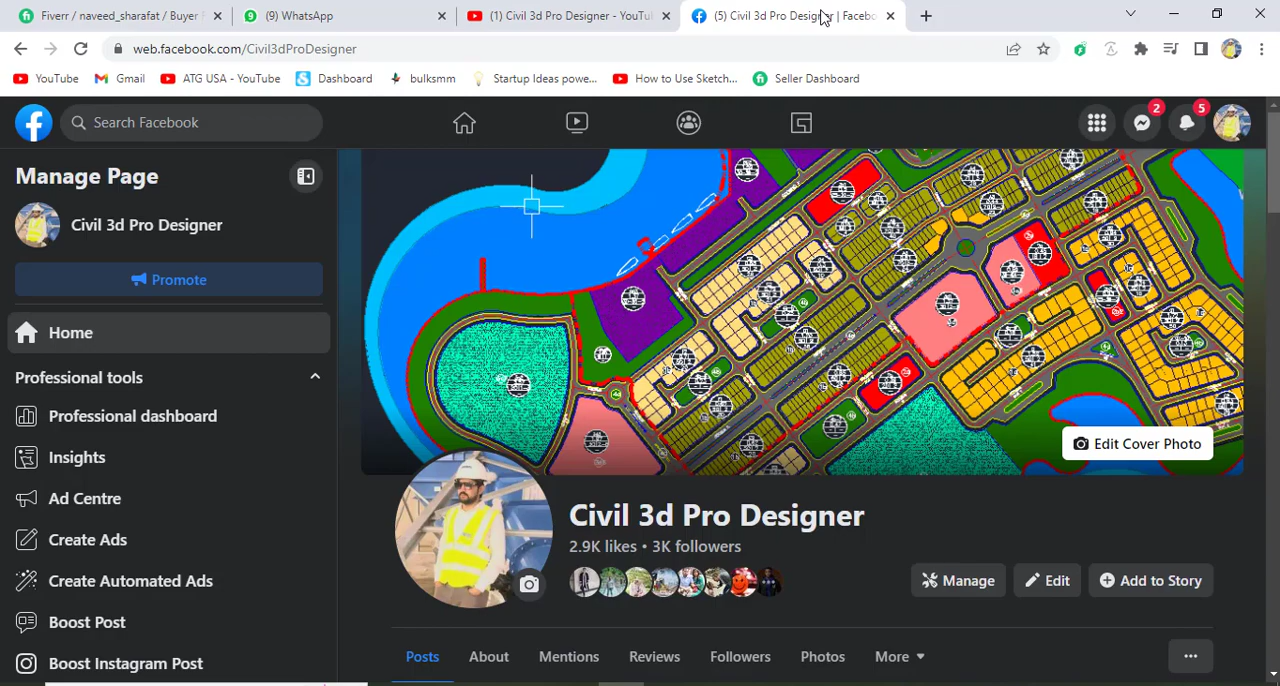 Fiverr / naveed_sharafat / Buyer
(9) WhatsApp
(1) Civil 3d Pro Designer - YouTu
(5) Civil 3d Pro Designer | Facebo
web.facebook.com/Civil3dProDesigner
YouTube
Gmail
ATG USA - YouTube
Dashboard
bulksmm
Startup Ideas powe...
How to Use Sketch...
Seller Dashboard
Search Facebook
2
5
Manage Page
Civil 3d Pro Designer
Promote
Home
Professional tools
Professional dashboard
Insights
Ad Centre
Create Ads
Create Automated Ads
Boost Post
Boost Instagram Post
Edit Cover Photo
Civil 3d Pro Designer
2.9K likes • 3K followers
Manage
Edit
Add to Story
Posts
About
Mentions
Reviews
Followers
Photos
More